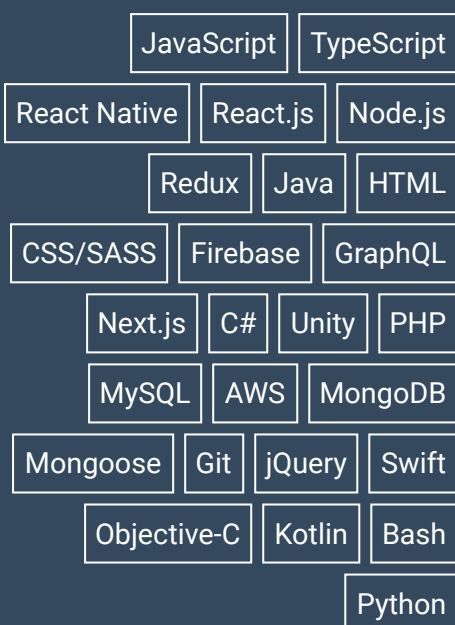 JavaScript TypeScript
React Native React.js Node.js
Redux Java HTML
CSS/SASS Firebase GraphQL
Next.js C# Unity PHP
MySQL AWS MongoDB
Mongoose Git jQuery Swift
Objective-C Kotlin Bash
Python